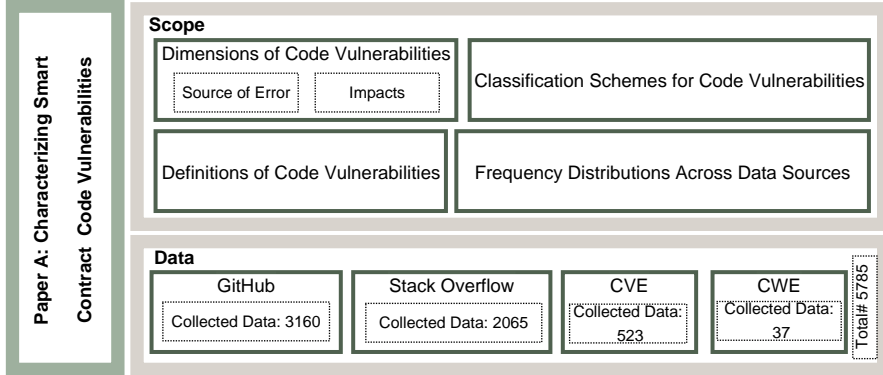 Paper A: Characterizing Smart
Contract Code Vulnerabilities
Scope
Dimensions of Code Vulnerabilities
Source of Error
Impacts
Classification Schemes for Code Vulnerabilities
Definitions of Code Vulnerabilities
Frequency Distributions Across Data Sources
Data
GitHub
Collected Data: 3160
Stack Overflow
Collected Data: 2065
CVE
Collected Data:
523
CWE
Collected Data:
37
Total# 5785